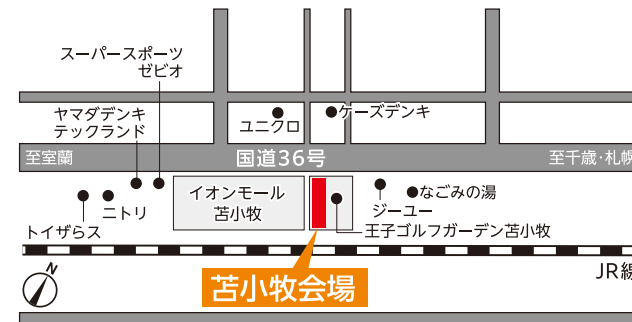 スーパースポーツ
ゼビオ
ヤマダデンキ
テックランド
ユニクロ
ケーズデンキ
至室蘭
国道36号
至千歳・札幌
イオンモール
苫小牧
ジーユー
なごみの湯
ニトリ
トイザらス
王子ゴルフガーデン苫小牧
JR線
N
苫小牧会場